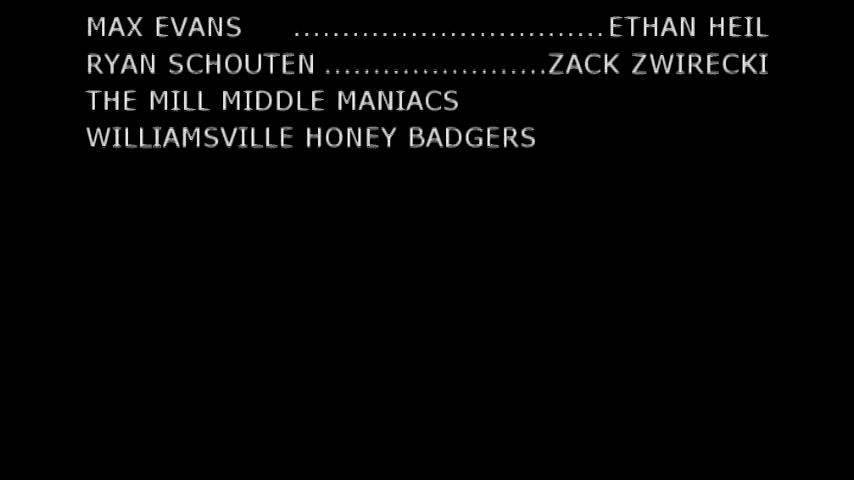 MAX EVANS ................................ETHAN HEIL
RYAN SCHOUTEN .......................ZACK ZWIRECKI
THE MILL MIDDLE MANIACS
WILLIAMSVILLE HONEY BADGERS